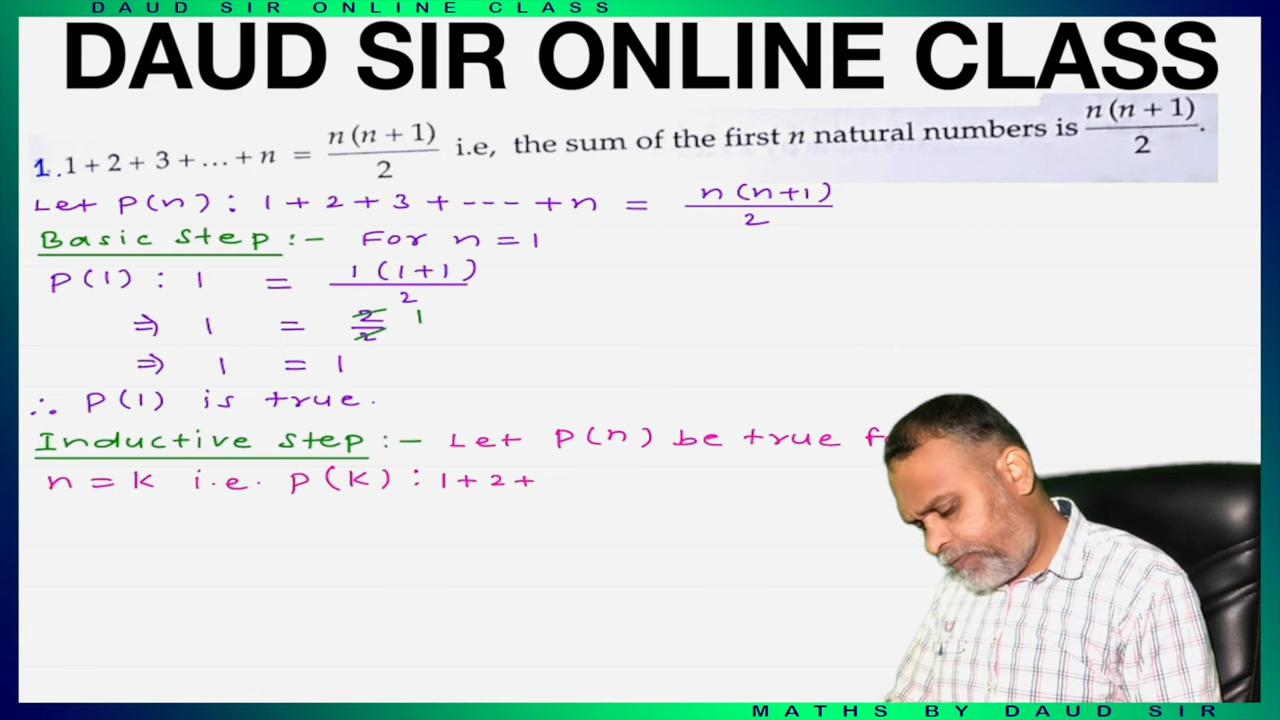 DAUD SIR ONLINE CLASS
DAUD SIR ONLINE CLASS
1. 1 + 2 + 3 + ... + n = n(n + 1)/2 i.e, the sum of the first n natural numbers is n(n + 1)/2.
Let P(n) : 1 + 2 + 3 + --- + n = n(n+1)/2
Basic Step :- For n = 1
P(1) : 1 = 1(1+1)/2
⇒ 1 = 2/2 1
⇒ 1 = 1
∴ P(1) is true.
Inductive Step :- Let P(n) be true
n = k i.e. P(k) : 1 + 2 +
MATHS BY DAUD SIR